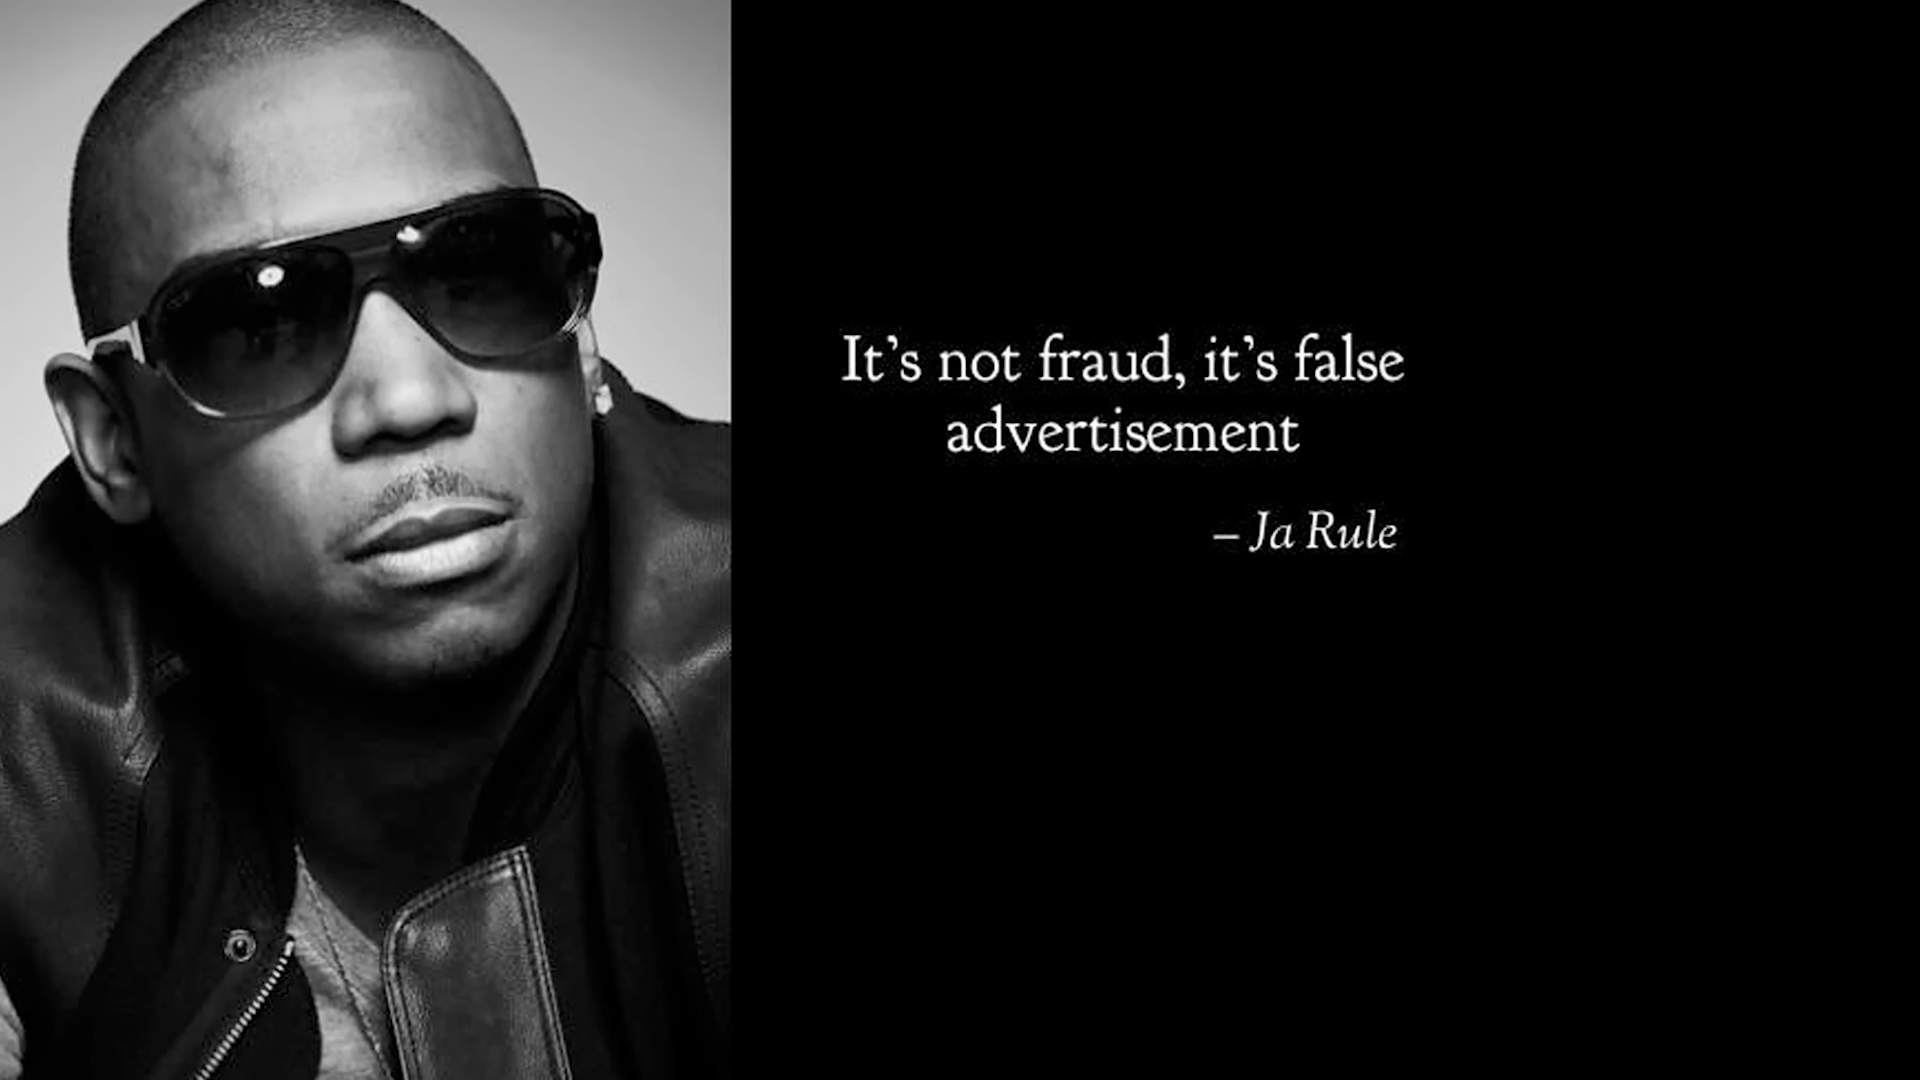 It’s not fraud, it’s false
advertisement
– Ja Rule